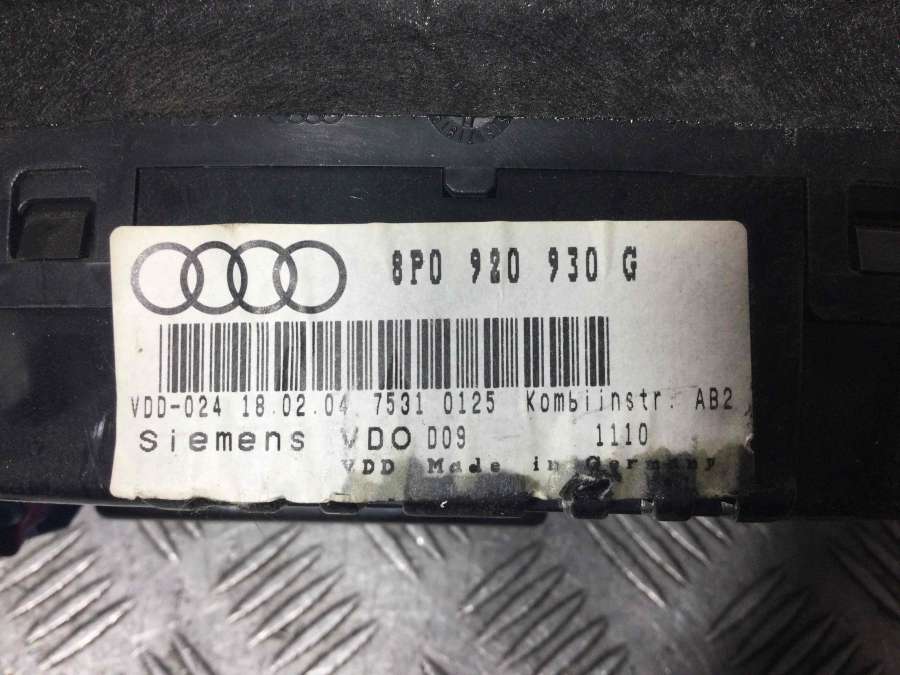 8P0 920 930 G
VDD-024 18.02.04 7531 0125 Kombiinstr. AB2
Siemens VDO D09 1110
VDD Made in Germany